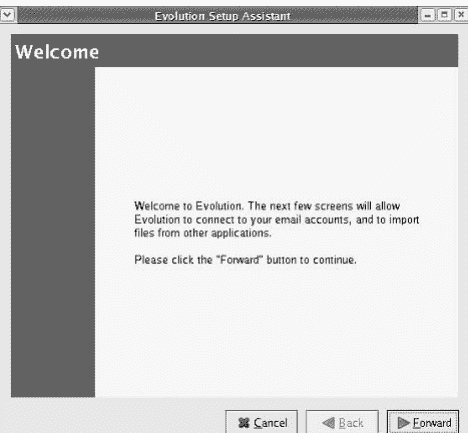 Evolution Setup Assistant
Welcome
Welcome to Evolution. The next few screens will allow
Evolution to connect to your email accounts, and to import
files from other applications.
Please click the "Forward" button to continue.
Cancel
Back
Forward